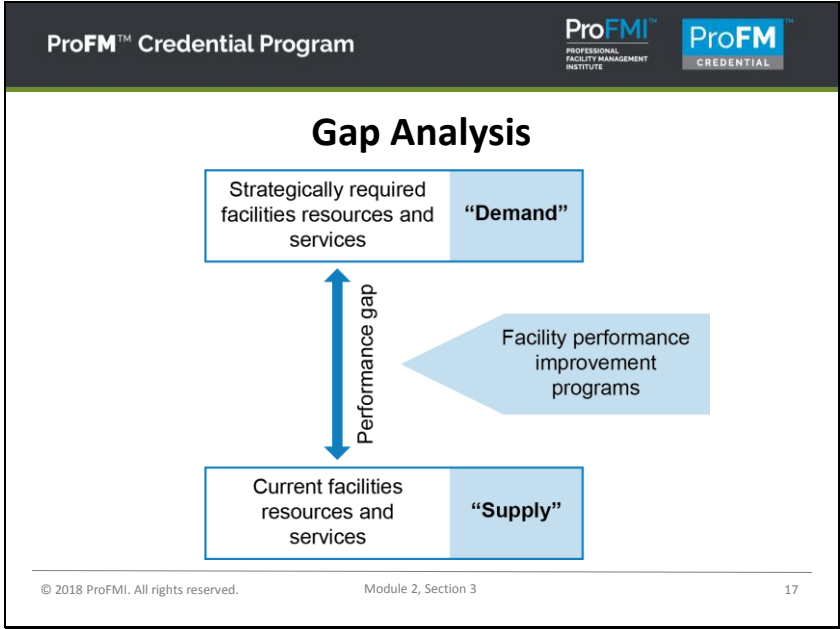 ProFM™ Credential Program
ProFMI™
PROFESSIONAL
FACILITY MANAGEMENT
INSTITUTE
ProFM™
CREDENTIAL
Gap Analysis
Strategically required
facilities resources and
services
“Demand”
Performance gap
Facility performance
improvement
programs
Current facilities
resources and
services
“Supply”
© 2018 ProFMI. All rights reserved.
Module 2, Section 3
17